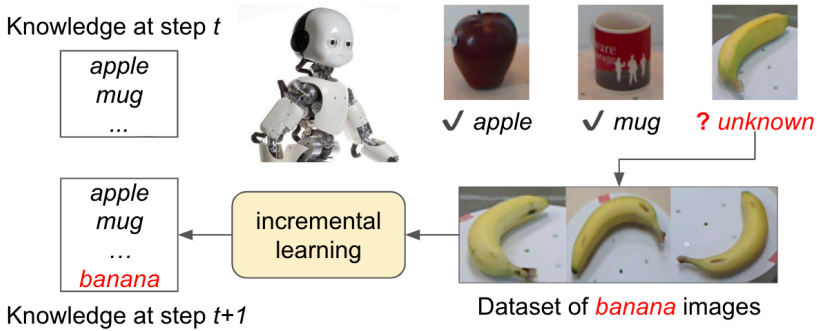 Knowledge at step t
apple
mug
...
✓ apple
✓ mug
? unknown
apple
mug
...
banana
incremental
learning
Dataset of banana images
Knowledge at step t+1